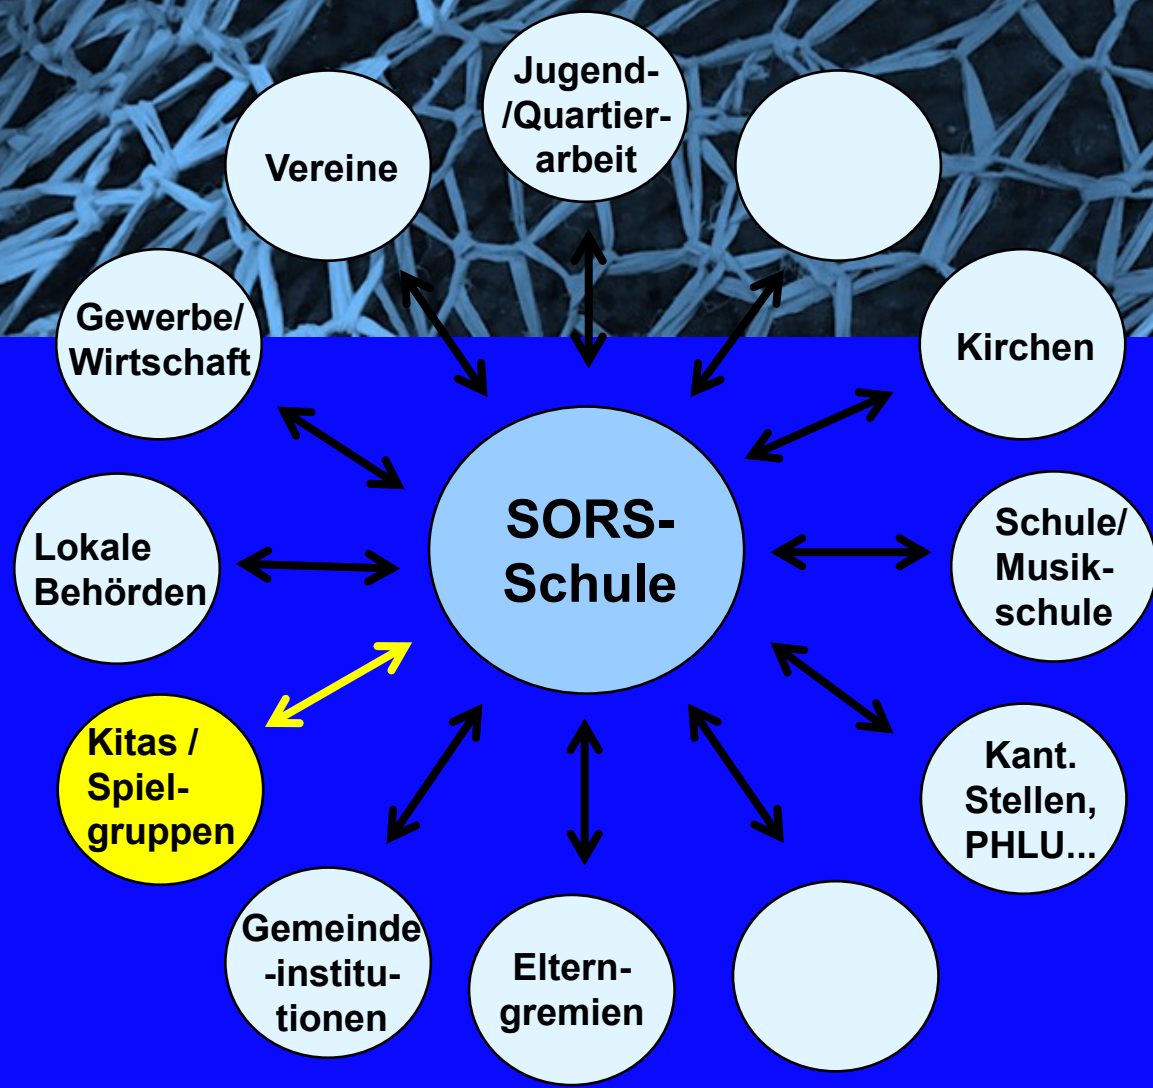 Jugend-
/Quartier-
arbeit
Vereine
Gewerbe/
Wirtschaft
Kirchen
SORS-
Schule
Lokale
Behörden
Schule/
Musik-
schule
Kitas /
Spiel-
gruppen
Kant.
Stellen,
PHLU...
Gemeinde
-institu-
tionen
Eltern-
gremien